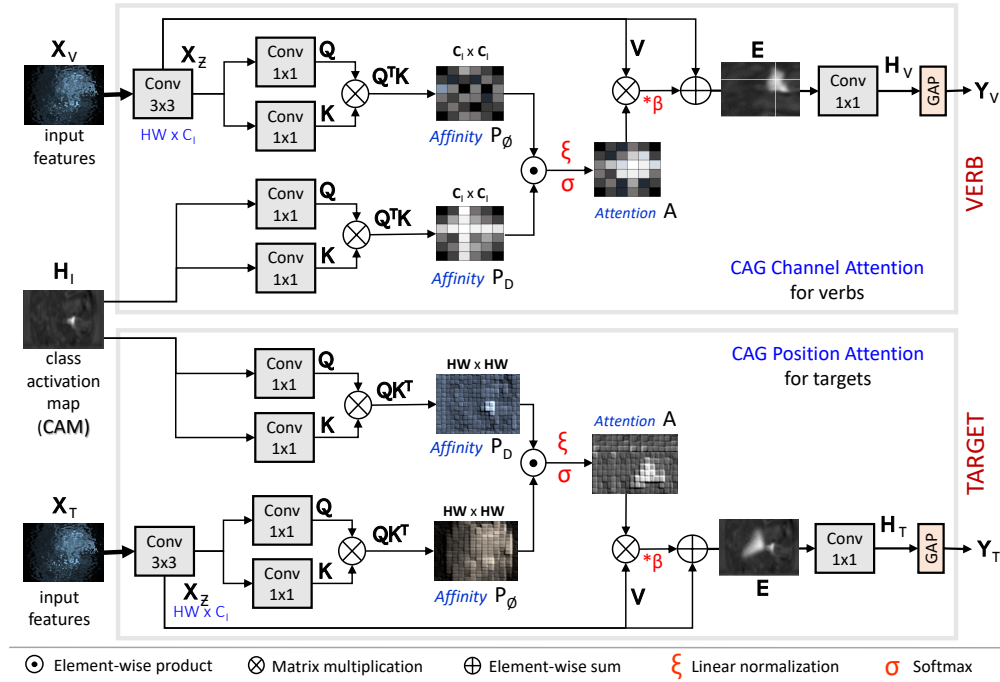 X_V
input
features
Conv
3x3
X_Ƶ
HW x C_I
Conv
1x1
Q
Conv
1x1
K
Q^TK
C_I x C_I
Affinity P_Ø
Conv
1x1
Q
Conv
1x1
K
Q^TK
C_I x C_I
Affinity P_D
ξ
σ
Attention A
V
*β
E
Conv
1x1
H_V
GAP
Y_V
VERB
CAG Channel Attention
for verbs
H_I
class
activation
map
(CAM)
CAG Position Attention
for targets
Conv
1x1
Q
Conv
1x1
K
QK^T
HW x HW
Affinity P_D
ξ
σ
Attention A
X_T
input
features
Conv
3x3
X_Ƶ
HW x C_I
Conv
1x1
Q
Conv
1x1
K
QK^T
HW x HW
Affinity P_Ø
V
*β
E
Conv
1x1
H_T
GAP
Y_T
TARGET
Element-wise product
Matrix multiplication
Element-wise sum
ξ Linear normalization
σ Softmax